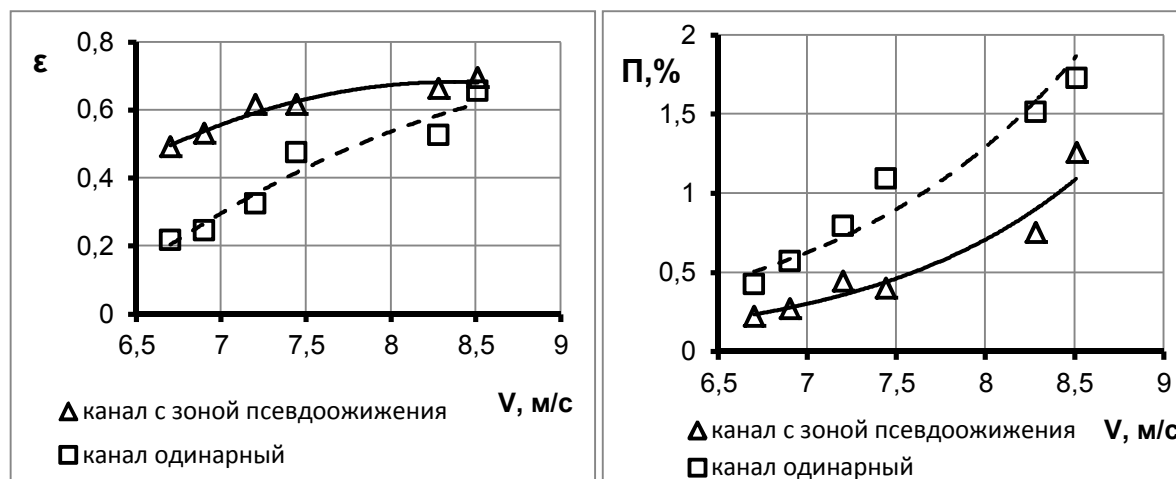 ε
0,8
0,6
0,4
0,2
0
6,5 7 7,5 8 8,5 9
V, м/с
канал с зоной псевдоожижения
канал одинарный
П,%
2
1,5
1
0,5
0
6,5 7 7,5 8 8,5 9
V, м/с
канал с зоной псевдоожижения
канал одинарный